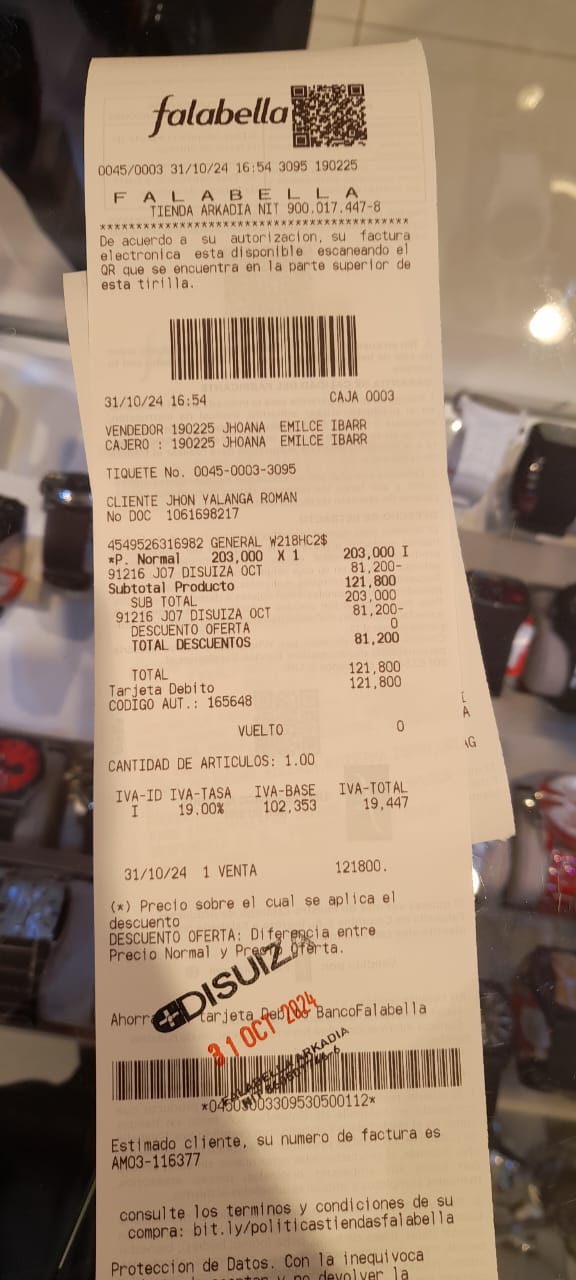 falabella
0045/0003 31/10/24 16:54 3095 190225
F A L A B E L L A
TIENDA ARKADIA NIT 900.017.447-8
****************************************
De acuerdo a su autorizacion, su factura
electronica esta disponible escaneando el
QR que se encuentra en la parte superior de
esta tirilla.
31/10/24 16:54 CAJA 0003
VENDEDOR 190225 JHOANA EMILCE IBARR
CAJERO : 190225 JHOANA EMILCE IBARR
TIQUETE No. 0045-0003-3095
CLIENTE JHON YALANGA ROMAN
No DOC 1061698217
4549526316982 GENERAL W218HC2$
*P. Normal 203,000 X 1 203,000 I
91216 J07 DISUIZA OCT 81,200-
Subtotal Producto 121,800
SUB TOTAL 203,000
91216 J07 DISUIZA OCT 81,200-
DESCUENTO OFERTA 0
TOTAL DESCUENTOS 81,200
TOTAL 121,800
Tarjeta Debito 121,800
CODIGO AUT.: 165648
VUELTO 0
CANTIDAD DE ARTICULOS: 1.00
IVA-ID IVA-TASA IVA-BASE IVA-TOTAL
I 19.00% 102,353 19,447
31/10/24 1 VENTA 121800.
(*) Precio sobre el cual se aplica el
descuento
DESCUENTO OFERTA: Diferencia entre
Precio Normal y Precio Oferta.
DISUIZ
Ahorra tarjeta Debito BancoFalabella
31 OCT 2024
FALABELLA ARKADIA
Estimado cliente, su numero de factura es
AM03-116377
consulte los terminos y condiciones de su
compra: bit.ly/politicastiendasfalabella
Proteccion de Datos. Con la inequivoca
devolver la